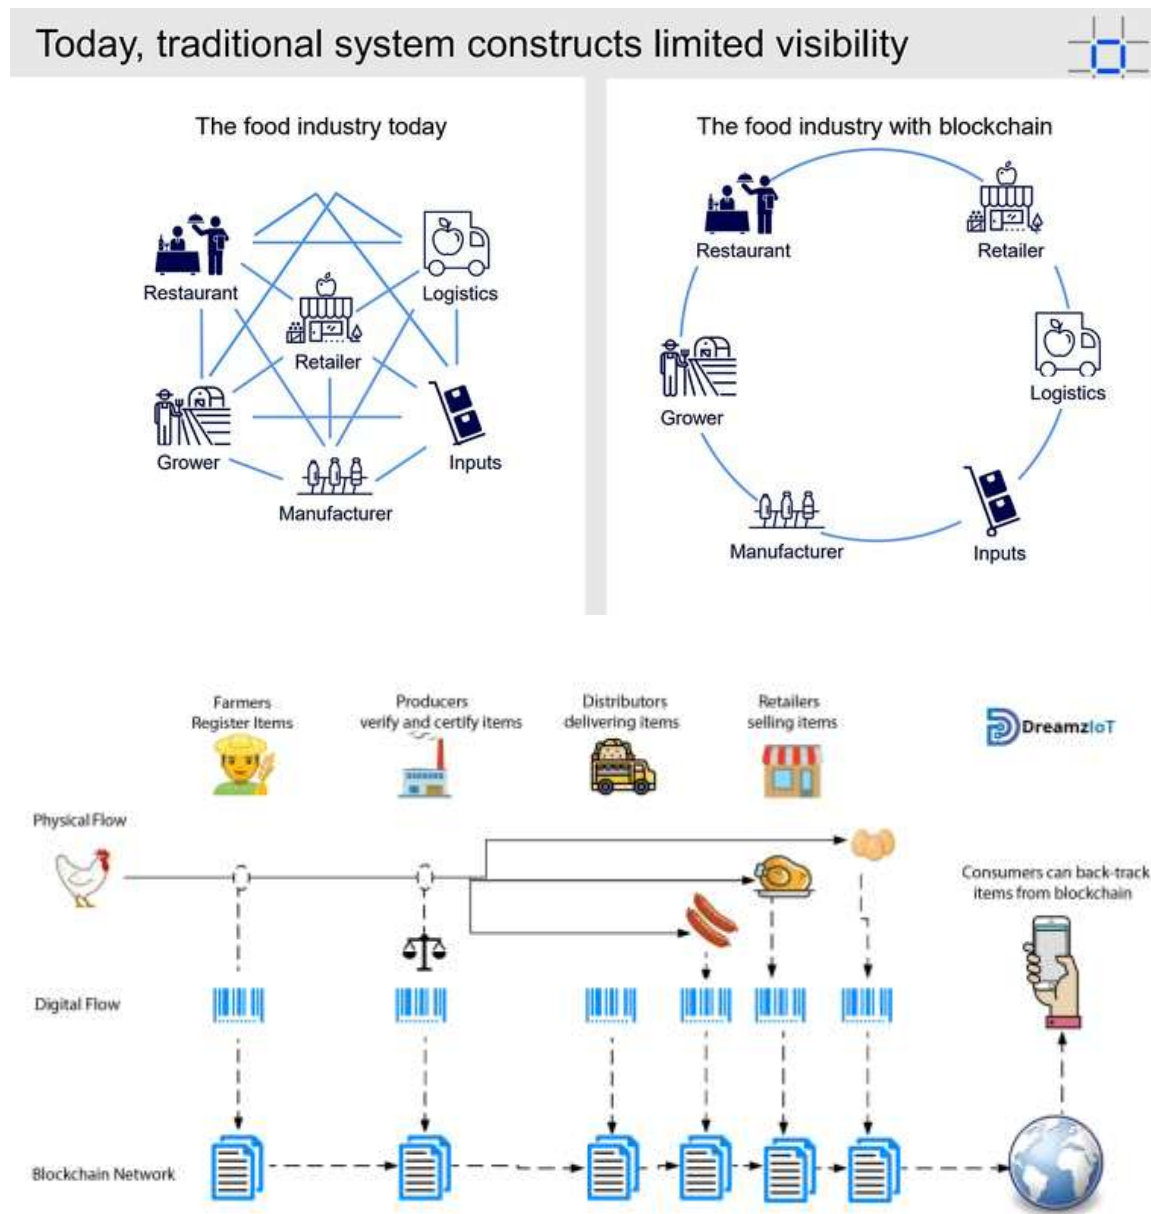 Today, traditional system constructs limited visibility
The food industry today
Restaurant
Logistics
Retailer
Grower
Inputs
Manufacturer
The food industry with blockchain
Restaurant
Retailer
Grower
Logistics
Manufacturer
Inputs
Farmers
Register Items
Producers
verify and certify items
Distributors
delivering items
Retailers
selling items
DreamzIoT
Physical Flow
Consumers can back-track
items from blockchain
Digital Flow
Blockchain Network